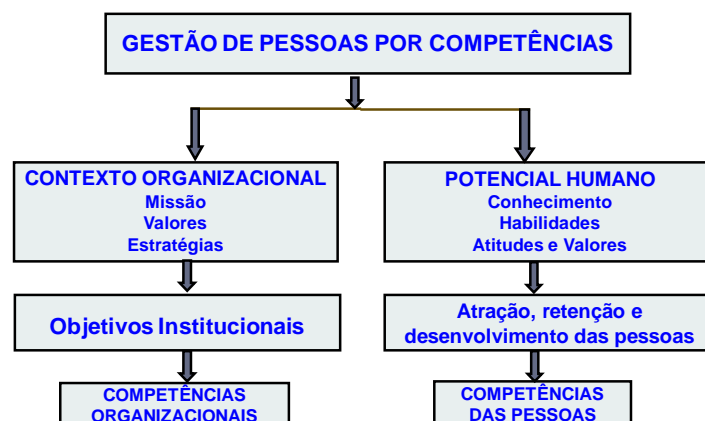 GESTÃO DE PESSOAS POR COMPETÊNCIAS
CONTEXTO ORGANIZACIONAL
Missão
Valores
Estratégias
POTENCIAL HUMANO
Conhecimento
Habilidades
Atitudes e Valores
Objetivos Institucionais
Atração, retenção e
desenvolvimento das pessoas
COMPETÊNCIAS
ORGANIZACIONAIS
COMPETÊNCIAS
DAS PESSOAS